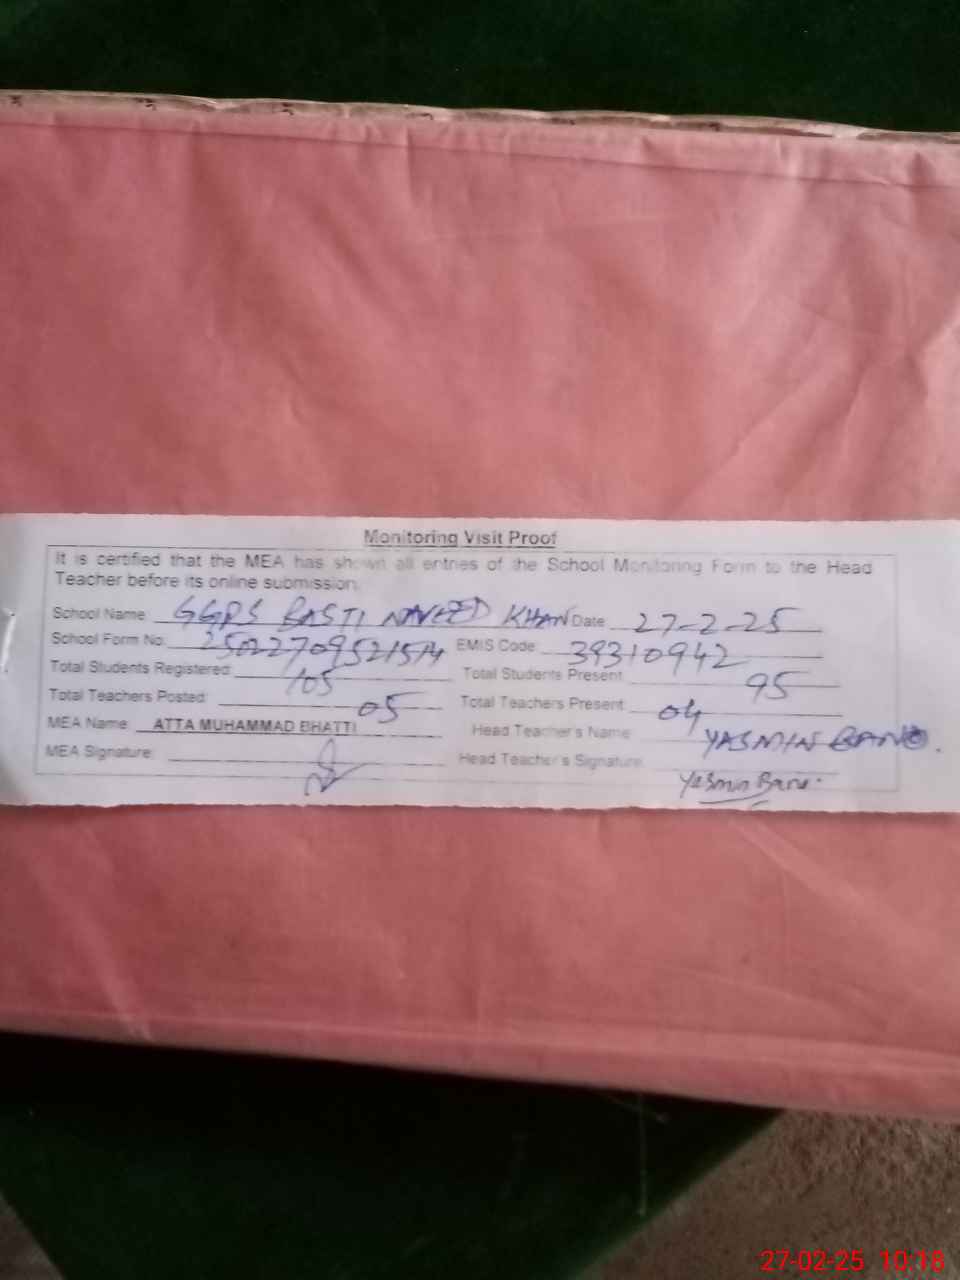 Monitoring Visit Proof
It is certified that the MEA has shown all entries of the School Monitoring Form to the Head
Teacher before its online submission.
School Name GGPS BASTI NAVEED KHAN Date 27-2-25
School Form No: 25022709521514 EMIS Code: 39310942
Total Students Registered: 105 Total Students Present: 95
Total Teachers Posted: 05 Total Teachers Present: 04
MEA Name: ATTA MUHAMMAD BHATTI Head Teacher's Name YASMIN BANO.
MEA Signature: Head Teacher's Signature Yasmin Bano.
27-02-25 10:18